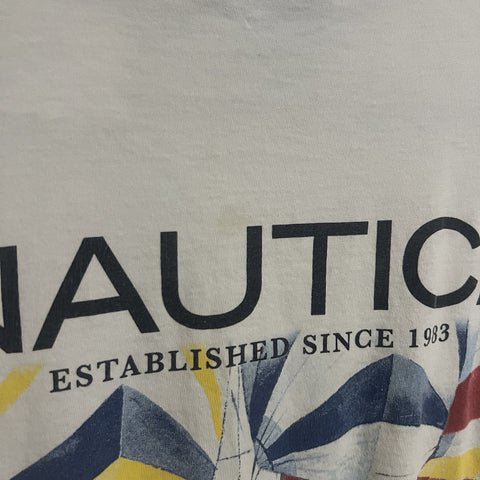 NAUTICA
ESTABLISHED SINCE 1983